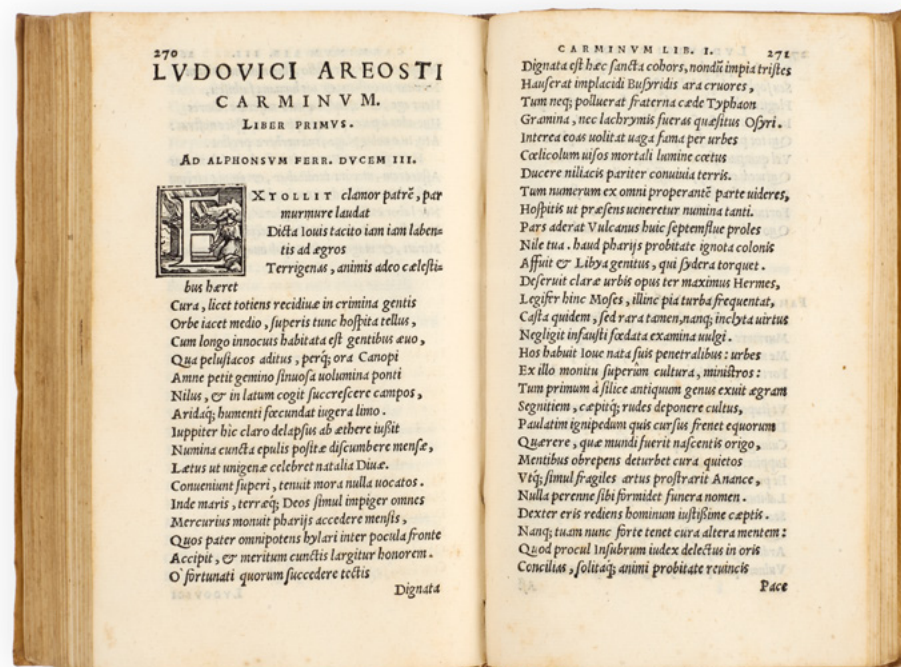 270
LVDOVICI AREOSTI
CARMINVM.
LIBER PRIMVS.
AD ALPHONSVM FERR. DVCEM III.
EXTOLLIT clamor patrẽ, par
murmure laudat
Dicta Iouis tacito iam iam laben=
tis ad ægros
Terrigenas, animis adeo cælesti=
bus hæret
Cura, licet totiens recidiuæ in crimina gentis
Orbe iacet medio, superis tunc hospita tellus,
Cum longo innocuis habitata est gentibus æuo,
Qua pelusiacos aditus, perq; ora Canopi
Amne petit gemino sinuosa uolumina ponti
Nilus, & in latum cogit succrescere campos,
Aridaq; humenti fœcundat iugera limo.
Iuppiter hìc claro delapsus ab æthere iußit
Numina cuncta epulis positæ discumbere mensæ,
Lætus ut unigenæ celebret natalia Diuæ.
Conueniunt superi, tenuit mora nulla uocatos.
Inde maris, terræq; Deos simul impiger omnes
Mercurius monuit pharijs accedere mensis,
Quos pater omnipotens hylari inter pocula fronte
Accipit, & meritum cunctis largitur honorem.
O' fortunati quorum succedere tectis
Dignata
CARMINVM LIB. I. 271
Dignata est hæc sancta cohors, nondũ impia tristes
Hauserat implacidi Busyridis ara cruores,
Tum neq; polluerat fraterna cæde Typhaon
Gramina, nec lachrymis fueras quæsitus Osyri.
Interea eoas uolitat uaga fama per urbes
Cœlicolum uisos mortali lumine cœtus
Ducere niliacis pariter conuiuia terris.
Tum numerum ex omni properantẽ parte uideres,
Hospitis ut præsens ueneretur numina tanti.
Pars aderat Vulcanus huic septemflue proles
Nile tua. haud pharijs probitate ignota colonis
Affuit & Libya genitus, qui sydera torquet.
Deseruit claræ urbis opus ter maximus Hermes,
Legifer hinc Moses, illinc pia turba frequentat,
Casta quidem, sed rara tamen, nanq; inclyta uirtus
Negligit infausti fœdata examina uulgi.
Hos habuit Ioue nata suis penetralibus: urbes
Ex illo monitu superûm cultura, ministros:
Tum primum à silice antiquum genus exuit ægram
Segnitiem, cæpitq; rudes deponere cultus,
Paulatim ignipedum quis cursus frenet equorum
Quærere, quæ mundi fuerit nascentis origo,
Mentibus obrepens deturbet cura quietos
Vtq; simul fragiles artus prostrarit Anance,
Nulla perenne sibi formidet funera nomen.
Dexter eris rediens hominum iustißime cæptis.
Nanq; tuam nunc forte tenet cura altera mentem:
Quod procul Insubrum iudex delectus in oris
Concilias, solitaq; animi probitate reuincis
Pace